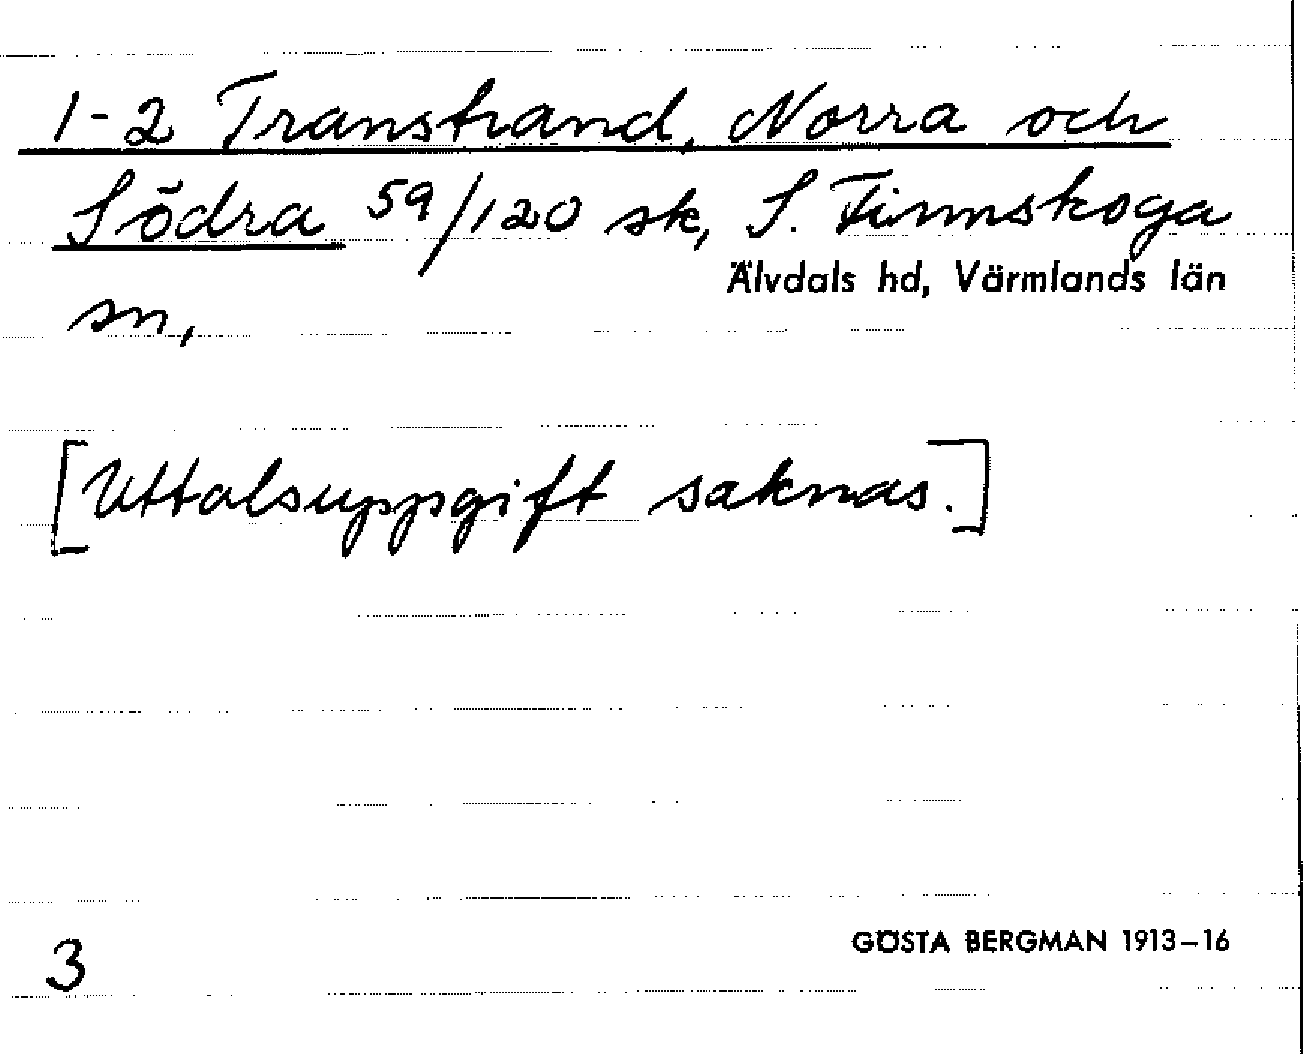 1-2 Transtrand, Norra och
Södra 59/120 sk, S. Finnskoga
Älvdals hd, Värmlands län
sn,
[Uttalsuppgift saknas.]
3
GÖSTA BERGMAN 1913-16